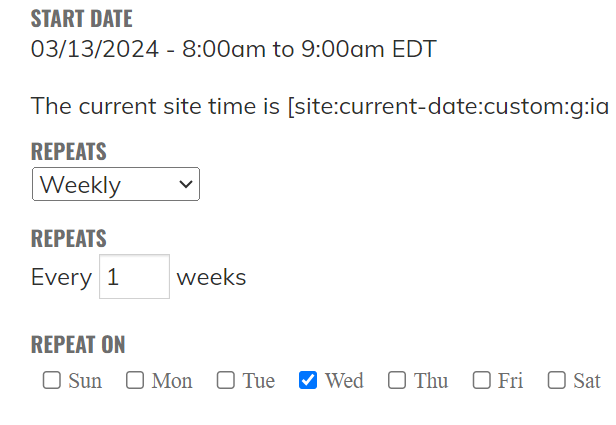 START DATE
03/13/2024 - 8:00am to 9:00am EDT
The current site time is [site:current-date:custom:g:ia
REPEATS
Weekly
REPEATS
Every 1 weeks
REPEAT ON
Sun Mon Tue Wed Thu Fri Sat